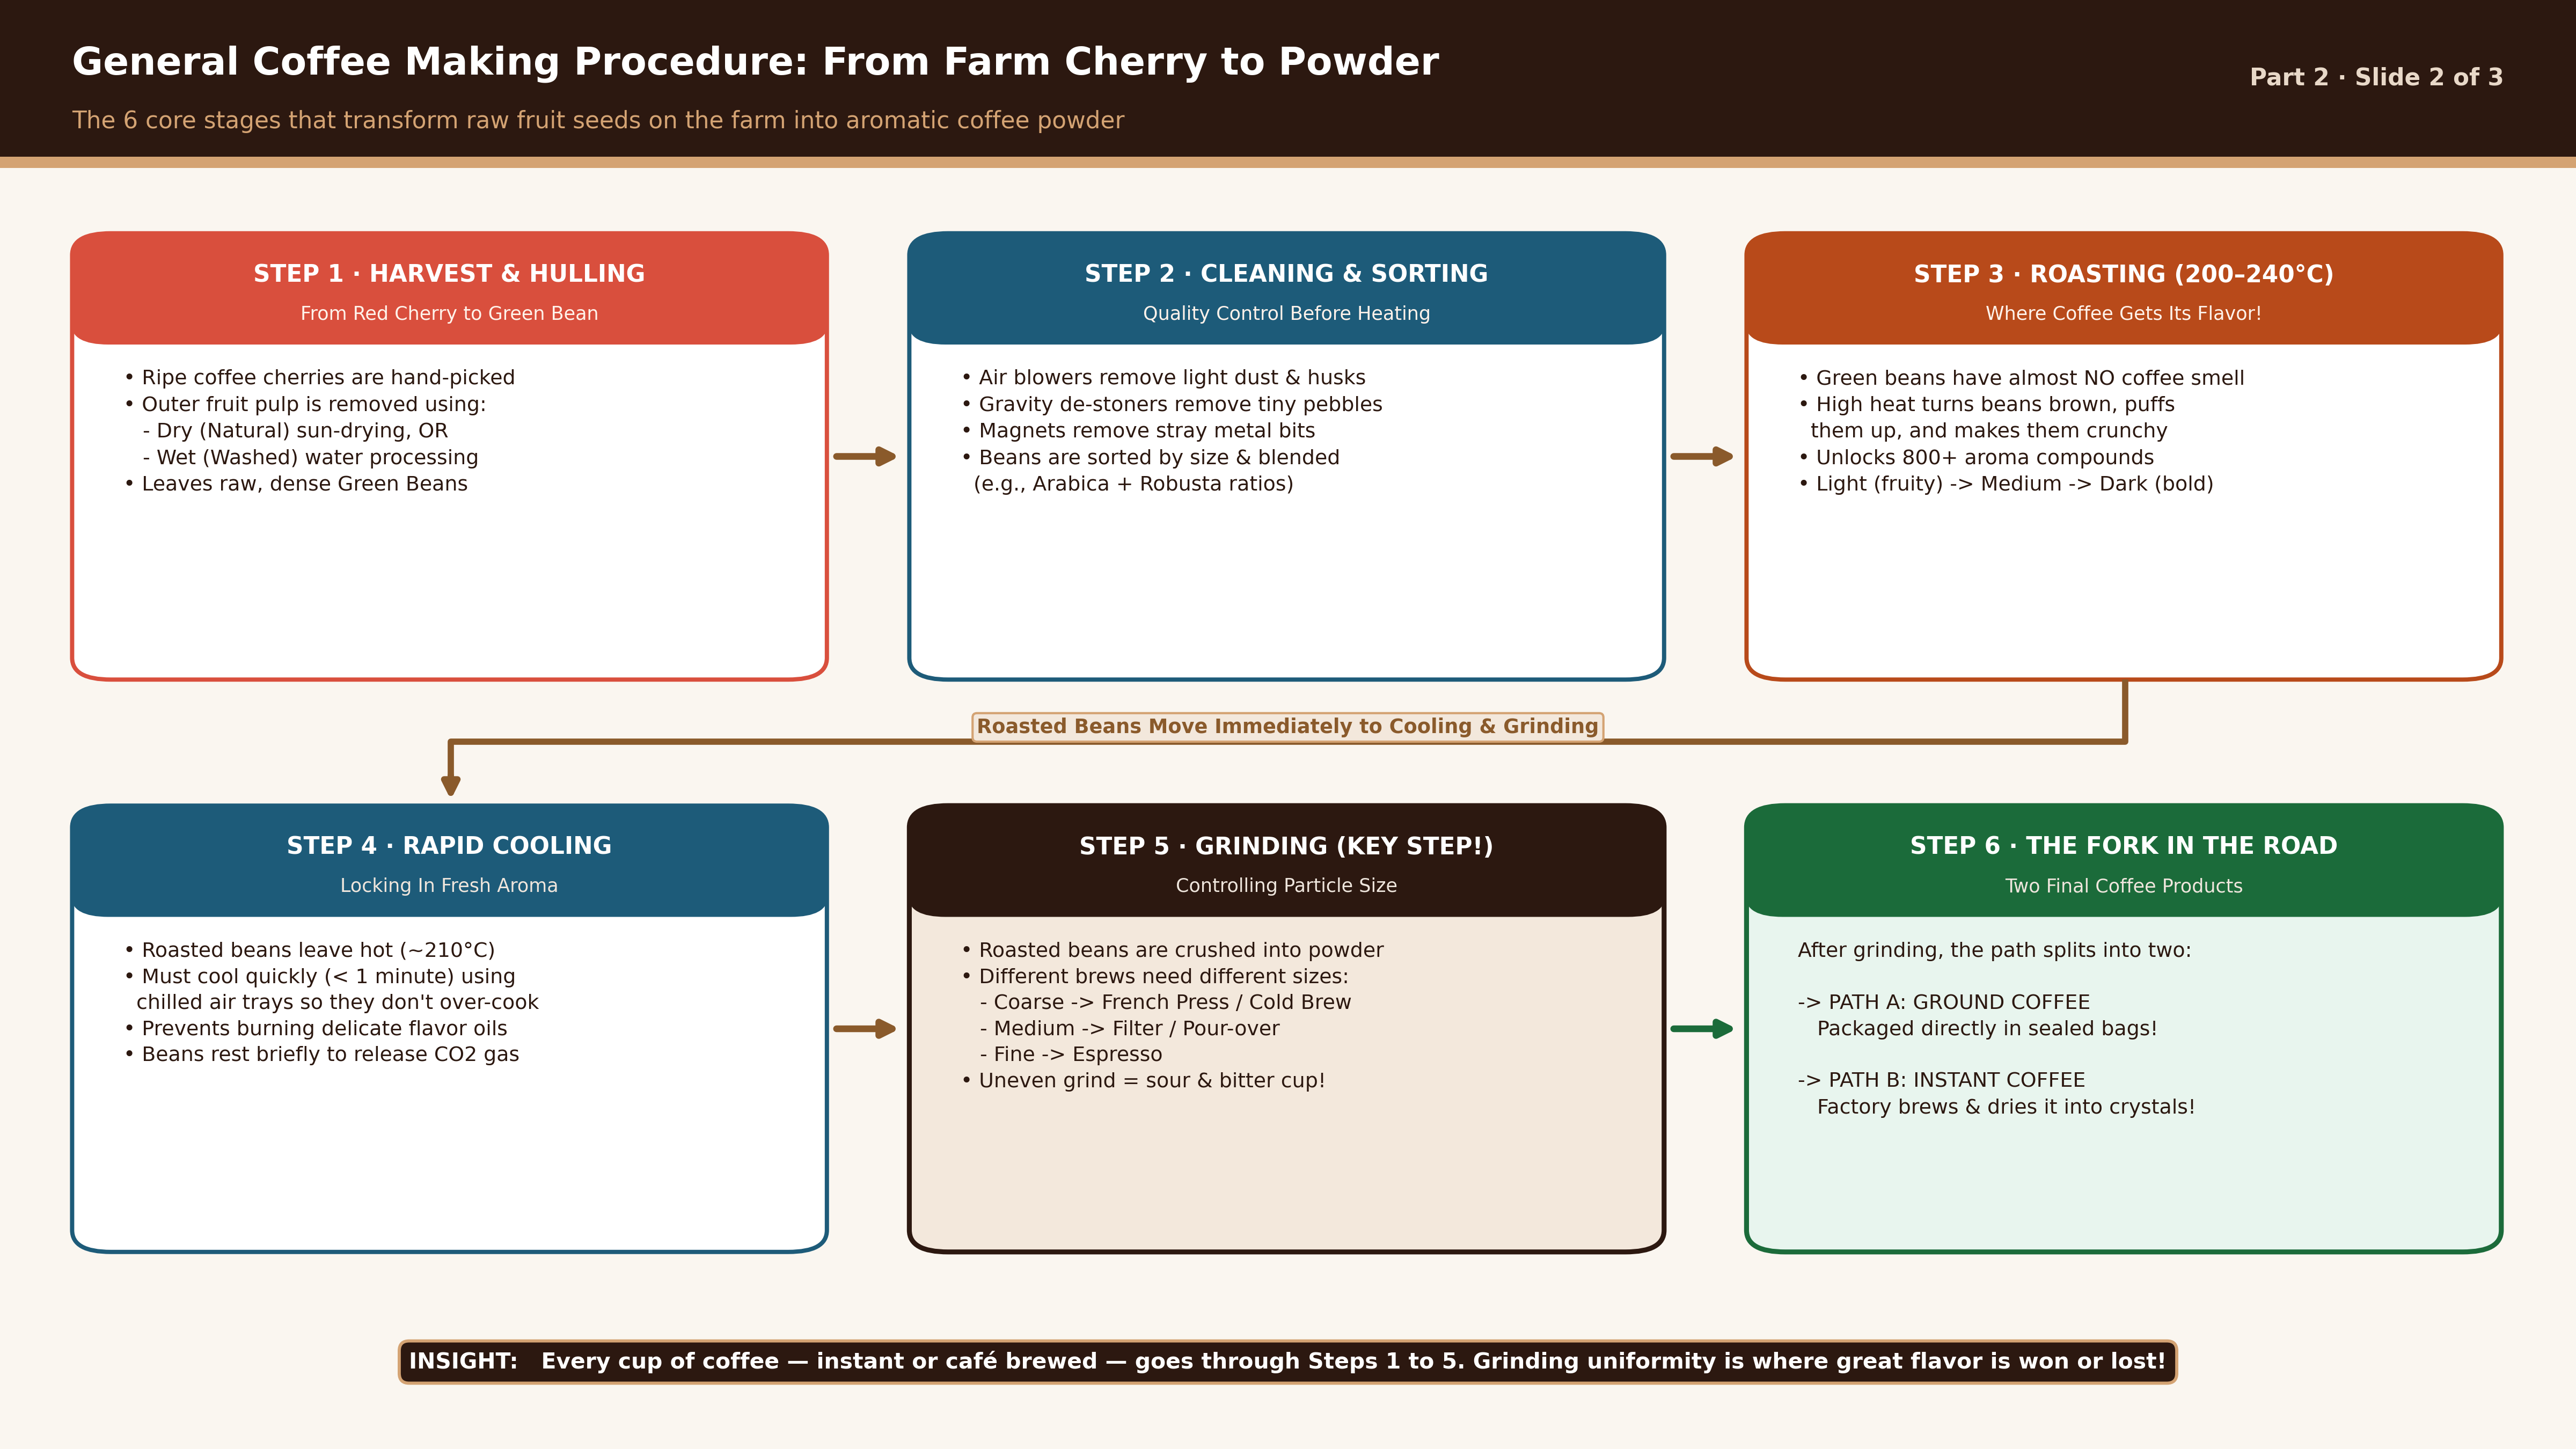 General Coffee Making Procedure: From Farm Cherry to Powder
The 6 core stages that transform raw fruit seeds on the farm into aromatic coffee powder
Part 2 · Slide 2 of 3
STEP 1 · HARVEST & HULLING
From Red Cherry to Green Bean
• Ripe coffee cherries are hand-picked
• Outer fruit pulp is removed using:
- Dry (Natural) sun-drying, OR
- Wet (Washed) water processing
• Leaves raw, dense Green Beans
STEP 2 · CLEANING & SORTING
Quality Control Before Heating
• Air blowers remove light dust & husks
• Gravity de-stoners remove tiny pebbles
• Magnets remove stray metal bits
• Beans are sorted by size & blended
(e.g., Arabica + Robusta ratios)
STEP 3 · ROASTING (200–240°C)
Where Coffee Gets Its Flavor!
• Green beans have almost NO coffee smell
• High heat turns beans brown, puffs
them up, and makes them crunchy
• Unlocks 800+ aroma compounds
• Light (fruity) -> Medium -> Dark (bold)
Roasted Beans Move Immediately to Cooling & Grinding
STEP 4 · RAPID COOLING
Locking In Fresh Aroma
• Roasted beans leave hot (~210°C)
• Must cool quickly (< 1 minute) using
chilled air trays so they don't over-cook
• Prevents burning delicate flavor oils
• Beans rest briefly to release CO2 gas
STEP 5 · GRINDING (KEY STEP!)
Controlling Particle Size
• Roasted beans are crushed into powder
• Different brews need different sizes:
- Coarse -> French Press / Cold Brew
- Medium -> Filter / Pour-over
- Fine -> Espresso
• Uneven grind = sour & bitter cup!
STEP 6 · THE FORK IN THE ROAD
Two Final Coffee Products
After grinding, the path splits into two:
-> PATH A: GROUND COFFEE
Packaged directly in sealed bags!
-> PATH B: INSTANT COFFEE
Factory brews & dries it into crystals!
INSIGHT: Every cup of coffee — instant or café brewed — goes through Steps 1 to 5. Grinding uniformity is where great flavor is won or lost!